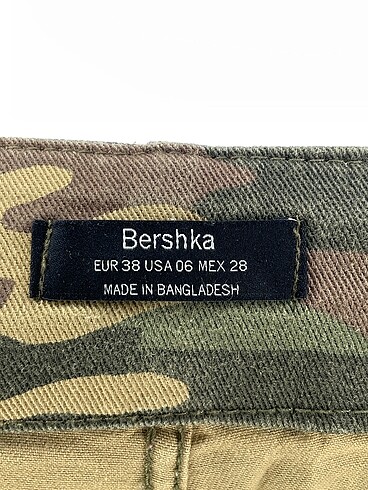 Bershka
EUR 38 USA 06 MEX 28
MADE IN BANGLADESH